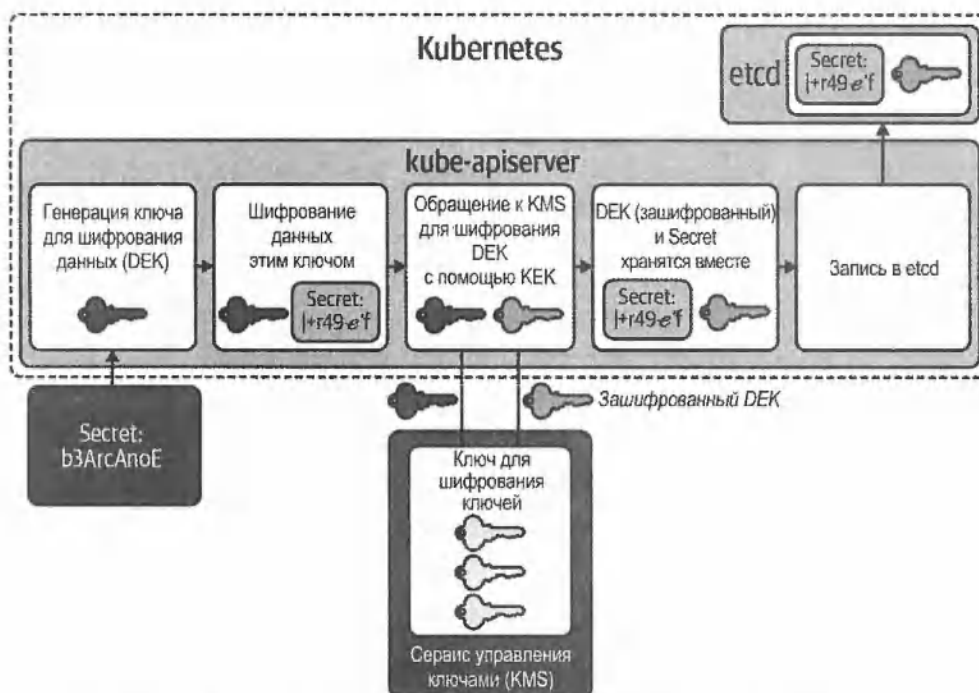 Kubernetes
etcd
Secret:
j+r49𝑒'f
kube-apiserver
Генерация ключа
для шифрования
данных (DEK)
Шифрование
данных
этим ключом
Secret:
j+r49𝑒'f
Обращение к KMS
для шифрования
DEK
с помощью KEK
DEK (зашифрованный)
и Secret
хранятся вместе
Secret:
j+r49𝑒'f
Запись в etcd
Secret:
b3ArcAnoE
Зашифрованный DEK
Ключ для
шифрования
ключей
Сервис управления
ключами (KMS)